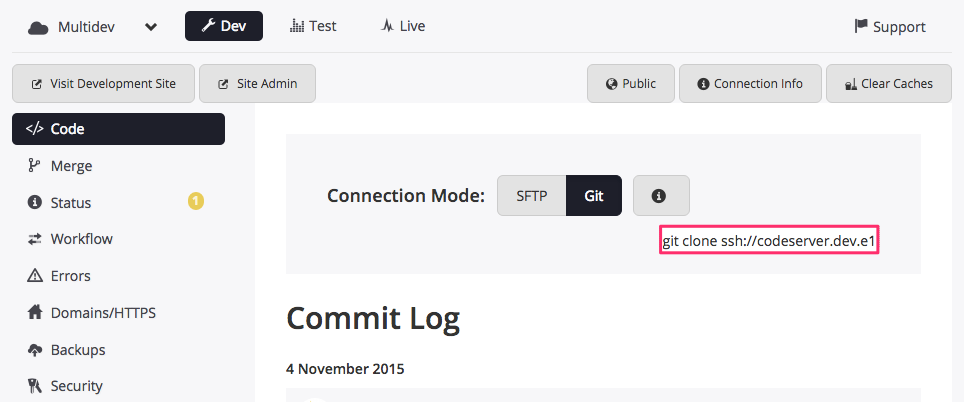 Multidev
Dev
Test
Live
Support
Visit Development Site
Site Admin
Public
Connection Info
Clear Caches
</> Code
Merge
Status 1
Workflow
Errors
Domains/HTTPS
Backups
Security
Connection Mode:
SFTP
Git
git clone ssh://codeserver.dev.e1
Commit Log
4 November 2015